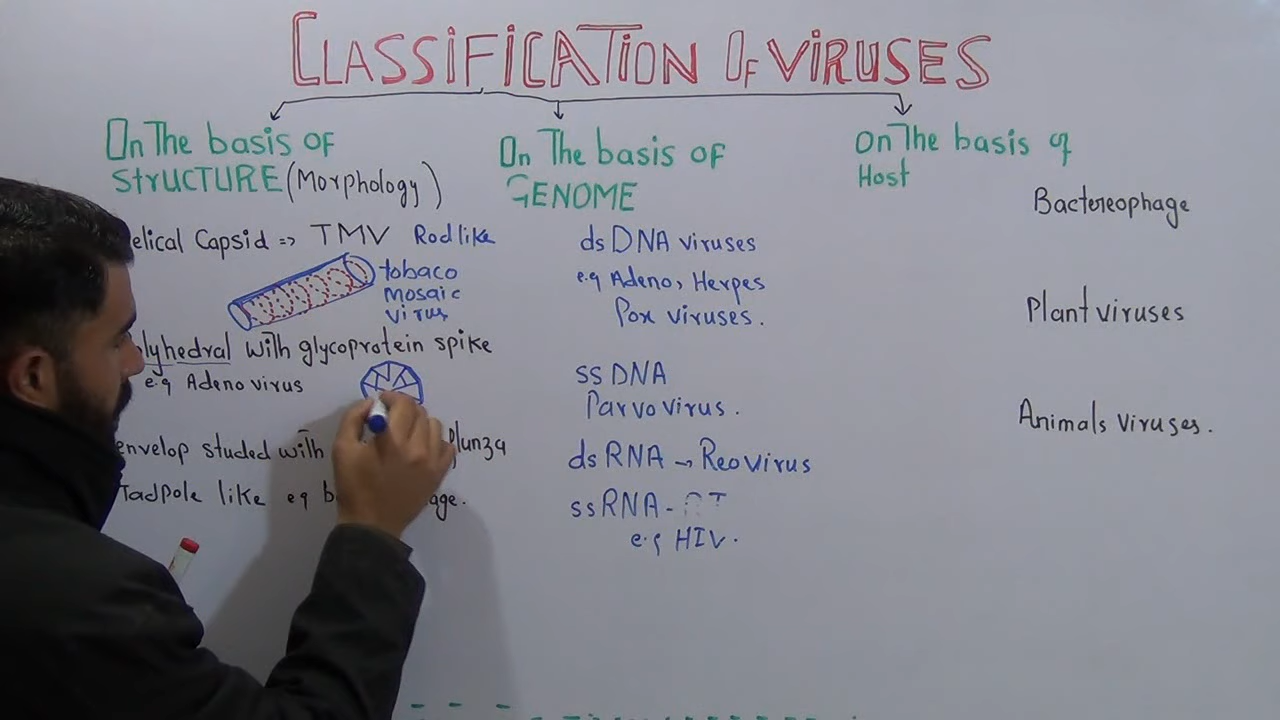 CLASSIFICATION OF VIRUSES
On The basis of
STRUCTURE (Morphology)
elical Capsid => TMV Rod like
tobaco
mosaic
virus
lyhedral with glycoprotein spike
e.g Adeno virus
envelop studed with
Tadpole like eg
On The basis of
GENOME
ds DNA viruses
e.g Adeno, Herpes
Pox viruses.
ss DNA
Parvo virus.
ds RNA → Reo virus
ssRNA-
e.g HIV.
On The basis of
Host
Bactereophage
Plant viruses
Animals viruses.